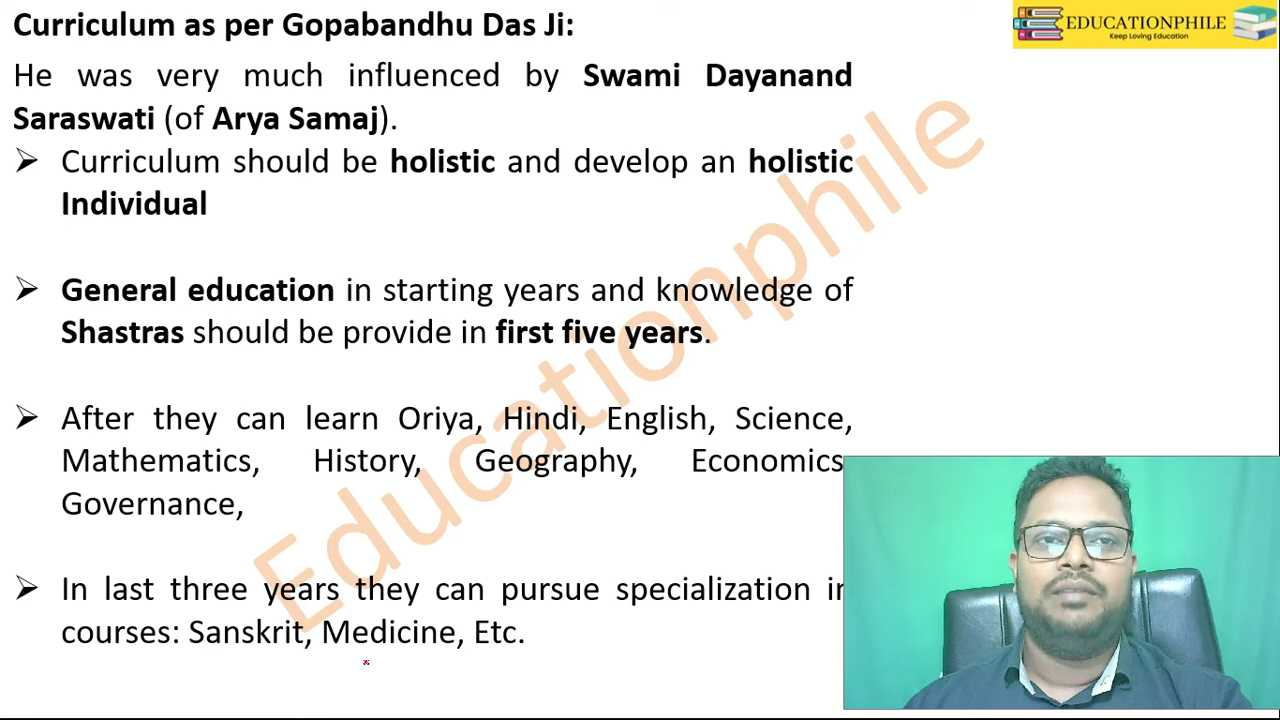 Curriculum as per Gopabandhu Das Ji:
EDUCATIONPHILE
Keep Loving Education
He was very much influenced by Swami Dayanand
Saraswati (of Arya Samaj).
➢ Curriculum should be holistic and develop an holistic
Individual
➢ General education in starting years and knowledge of
Shastras should be provide in first five years.
➢ After they can learn Oriya, Hindi, English, Science,
Mathematics, History, Geography, Economics
Governance,
➢ In last three years they can pursue specialization in
courses: Sanskrit, Medicine, Etc.
Educationphile